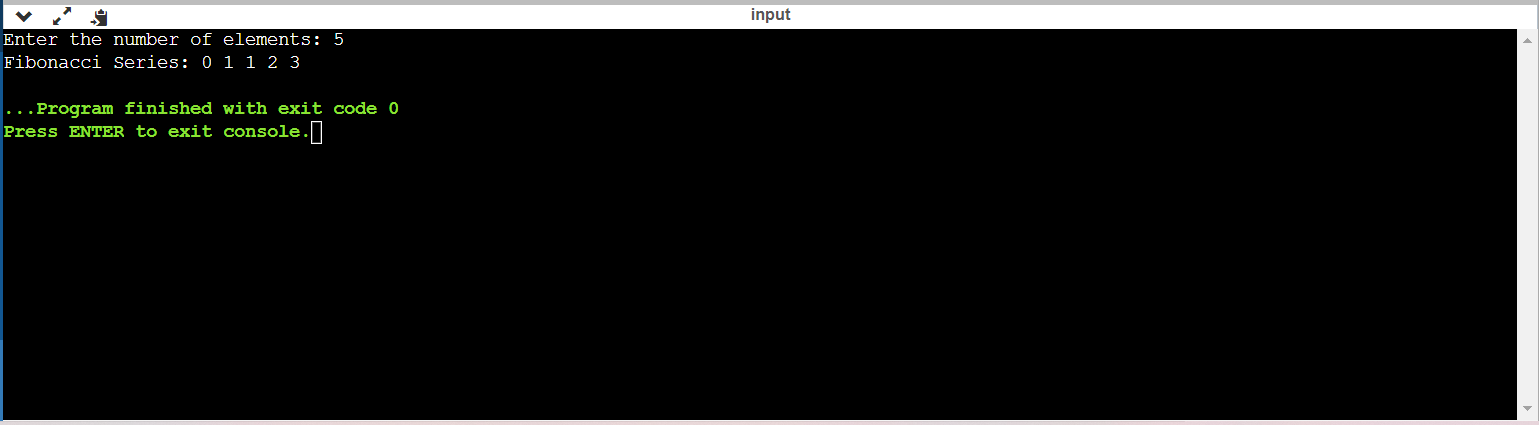 input
Enter the number of elements: 5
Fibonacci Series: 0 1 1 2 3
...Program finished with exit code 0
Press ENTER to exit console.